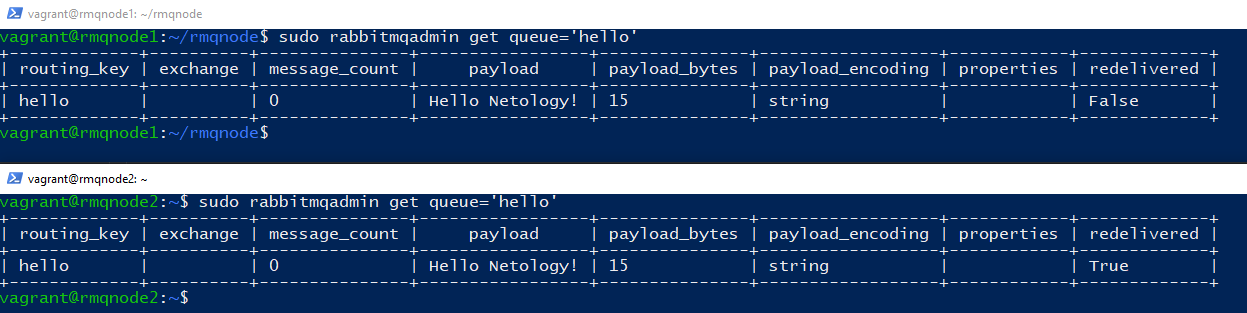 vagrant@rmqnode1: ~/rmqnode
vagrant@rmqnode1:~/rmqnode$ sudo rabbitmqadmin get queue='hello'
+-------------+----------+---------------+-----------------+---------------+------------------+------------+-------------+
| routing_key | exchange | message_count |     payload     | payload_bytes | payload_encoding | properties | redelivered |
+-------------+----------+---------------+-----------------+---------------+------------------+------------+-------------+
| hello       |          | 0             | Hello Netology! | 15            | string           |            | False       |
+-------------+----------+---------------+-----------------+---------------+------------------+------------+-------------+
vagrant@rmqnode1:~/rmqnode$
vagrant@rmqnode2: ~
vagrant@rmqnode2:~$ sudo rabbitmqadmin get queue='hello'
+-------------+----------+---------------+-----------------+---------------+------------------+------------+-------------+
| routing_key | exchange | message_count |     payload     | payload_bytes | payload_encoding | properties | redelivered |
+-------------+----------+---------------+-----------------+---------------+------------------+------------+-------------+
| hello       |          | 0             | Hello Netology! | 15            | string           |            | True        |
+-------------+----------+---------------+-----------------+---------------+------------------+------------+-------------+
vagrant@rmqnode2:~$